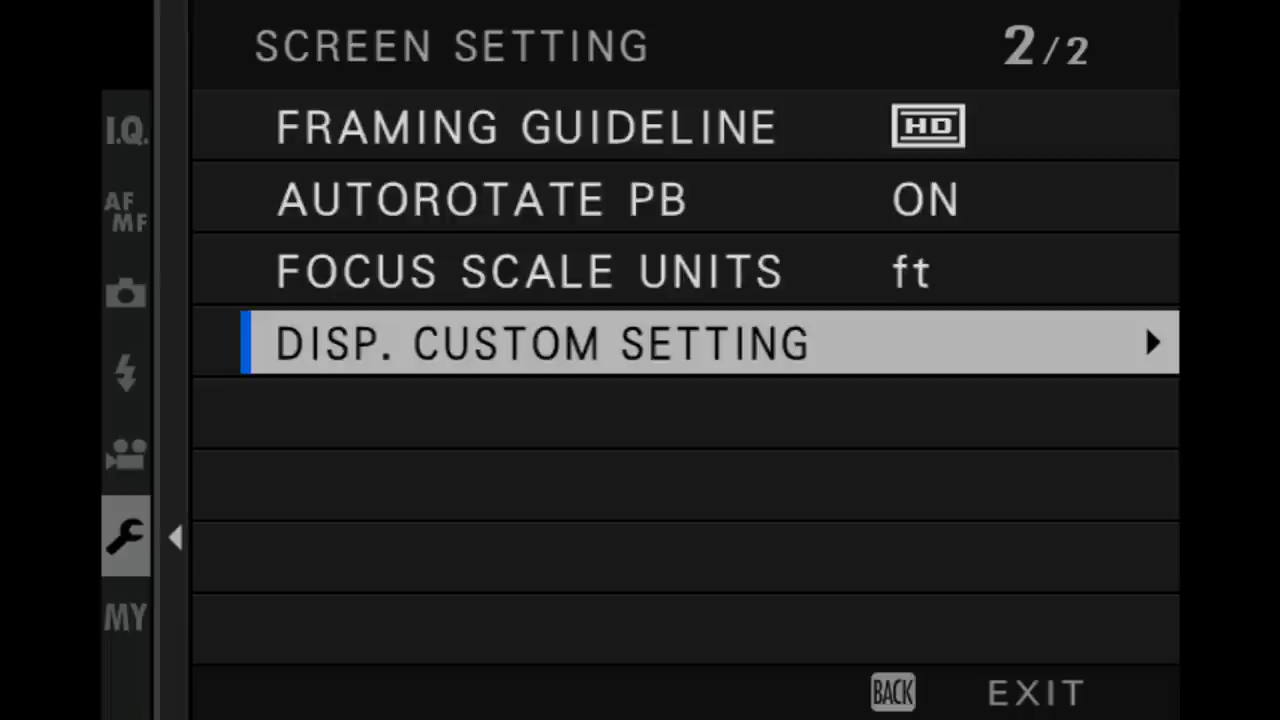 SCREEN SETTING 2/2
I.Q.
FRAMING GUIDELINE HD
AF
MF
AUTOROTATE PB ON
FOCUS SCALE UNITS ft
DISP. CUSTOM SETTING
MY
BACK EXIT